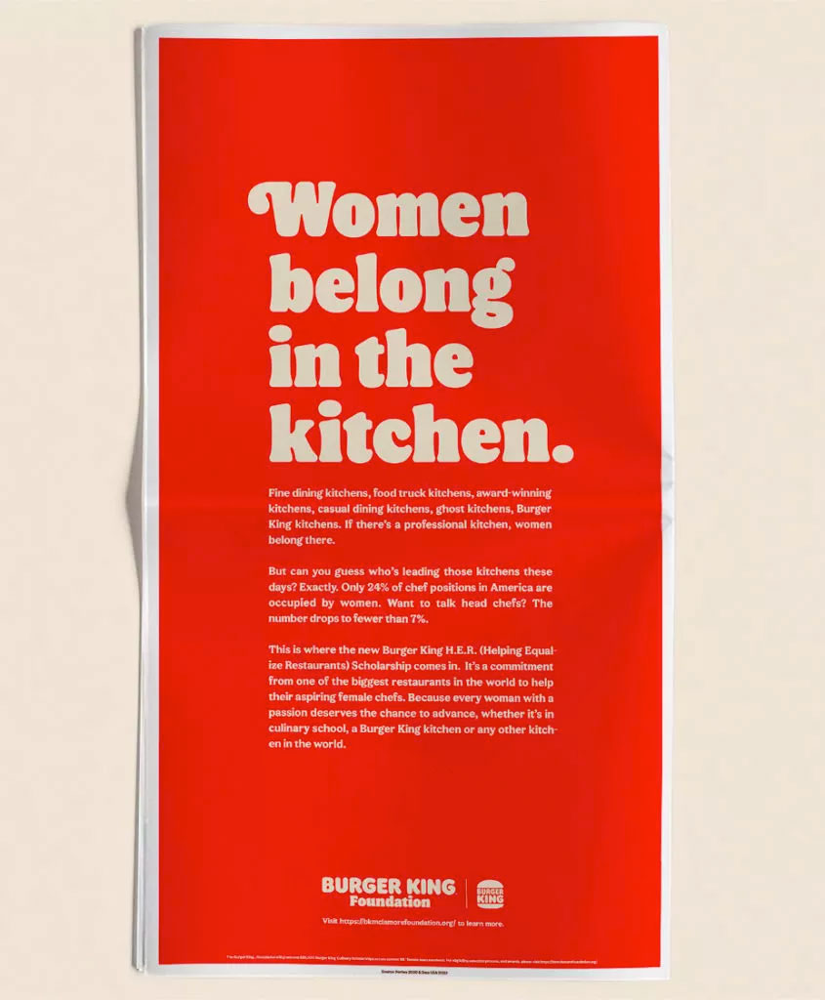 Women
belong
in the
kitchen.
Fine dining kitchens, food truck kitchens, award-winning
kitchens, casual dining kitchens, ghost kitchens, Burger
King kitchens. If there's a professional kitchen, women
belong there.
But can you guess who's leading those kitchens these
days? Exactly. Only 24% of chef positions in America are
occupied by women. Want to talk head chefs? The
number drops to fewer than 7%.
This is where the new Burger King H.E.R. (Helping Equal-
ize Restaurants) Scholarship comes in. It's a commitment
from one of the biggest restaurants in the world to help
their aspiring female chefs. Because every woman with a
passion deserves the chance to advance, whether it's in
culinary school, a Burger King kitchen or any other kitch-
en in the world.
BURGER KING
Foundation
BURGER
KING
Visit https://bkmclamorefoundation.org/ to learn more.